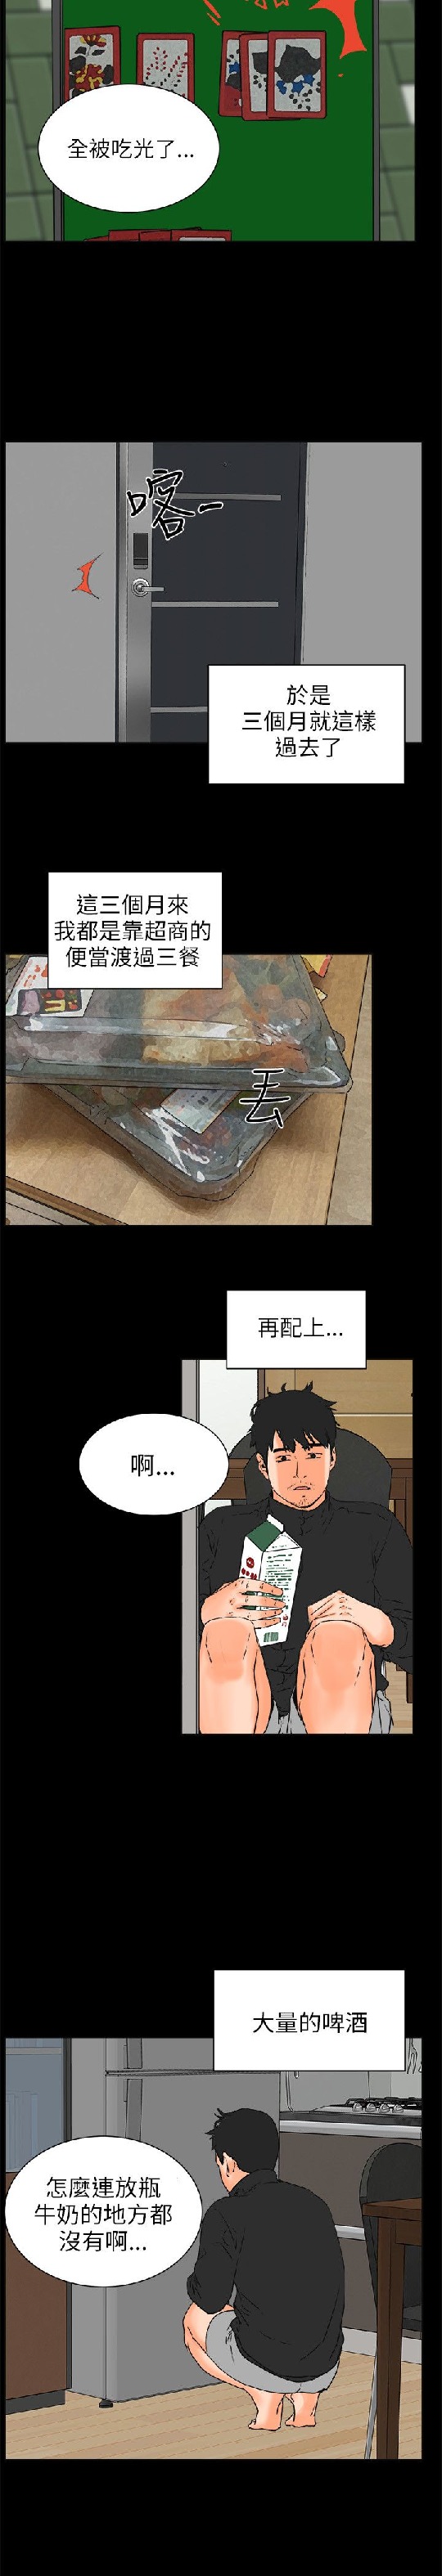 全被吃光了...
喀-
於是
三個月就這樣
過去了
這三個月來
我都是靠超商的
便當渡過三餐
丟
再配上...
啊...
大量的啤酒
怎麼連放瓶
牛奶的地方都
沒有啊...